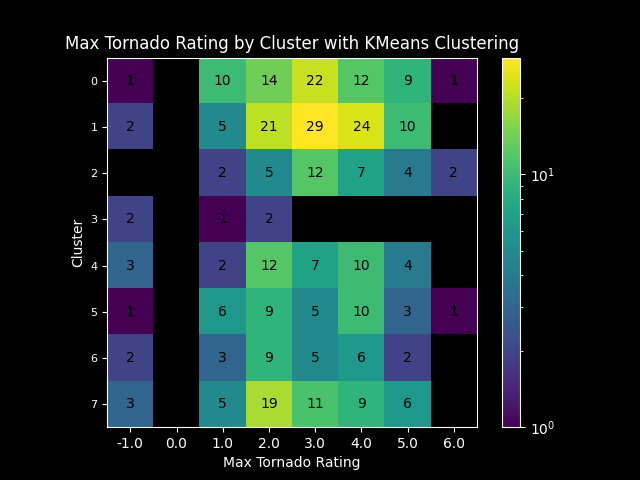 Max Tornado Rating by Cluster with KMeans Clustering
0 1 10 14 22 12 9 1
1 2 5 21 29 24 10
2 2 5 12 7 4 2
3 2 1 2
4 3 2 12 7 10 4
5 1 6 9 5 10 3 1
6 2 3 9 5 6 2
7 3 5 19 11 9 6
-1.0 0.0 1.0 2.0 3.0 4.0 5.0 6.0
Max Tornado Rating
Cluster
10¹
10⁰